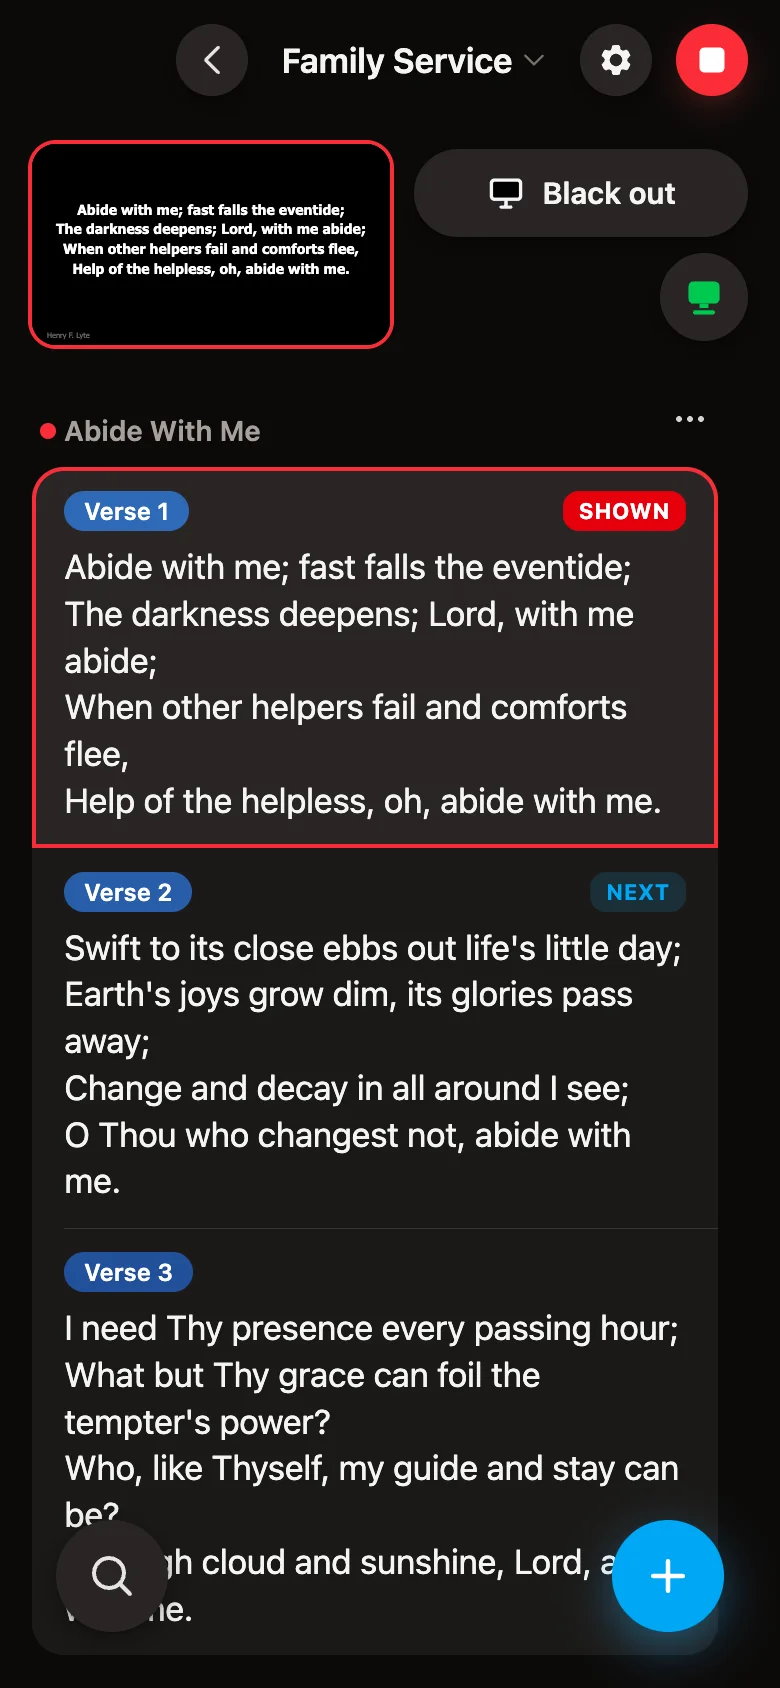 Family Service
Abide with me; fast falls the eventide;
The darkness deepens; Lord, with me abide;
When other helpers fail and comforts flee,
Help of the helpless, oh, abide with me.
Henry F. Lyte
Black out
Abide With Me
Verse 1
SHOWN
Abide with me; fast falls the eventide;
The darkness deepens; Lord, with me
abide;
When other helpers fail and comforts
flee,
Help of the helpless, oh, abide with me.
Verse 2
NEXT
Swift to its close ebbs out life's little day;
Earth's joys grow dim, its glories pass
away;
Change and decay in all around I see;
O Thou who changest not, abide with
me.
Verse 3
I need Thy presence every passing hour;
What but Thy grace can foil the
tempter's power?
Who, like Thyself, my guide and stay can
be?
cloud and sunshine, Lord,